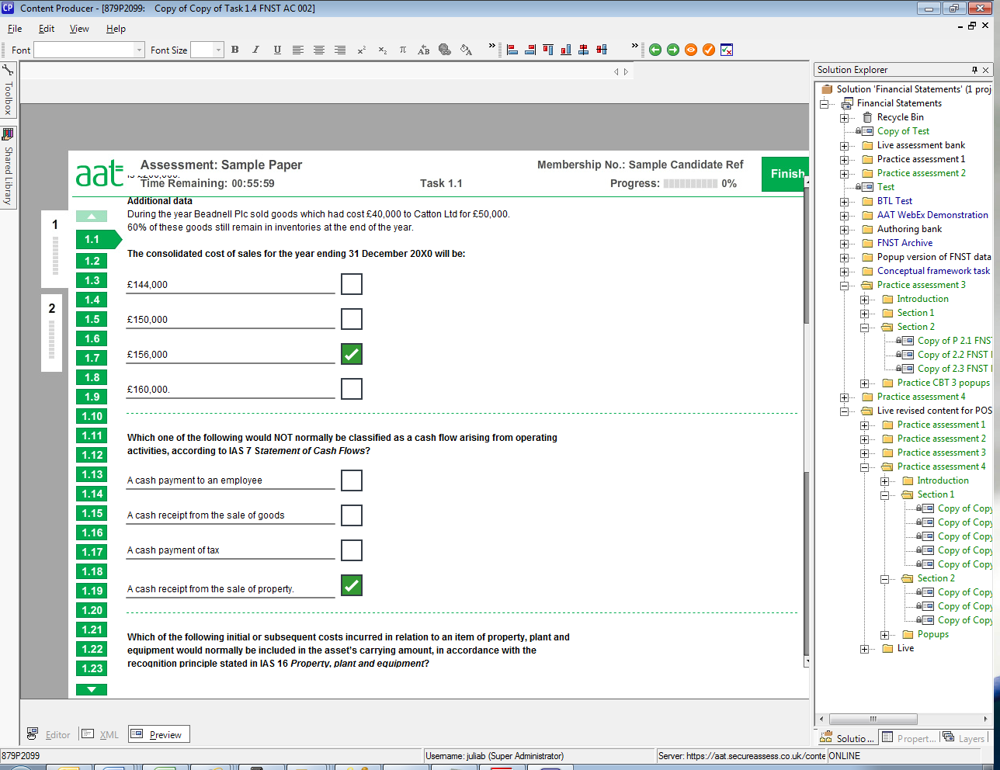 Content Producer - [879P2099: Copy of Copy of Task 1.4 FNST AC 002]
File Edit View Help
Font Font Size B I U
Toolbox
Shared Library
aat
Assessment: Sample Paper
Membership No.: Sample Candidate Ref
Finish
Time Remaining: 00:55:59
Task 1.1
Progress: 0%
1
2
1.1
1.2
1.3
1.4
1.5
1.6
1.7
1.8
1.9
1.10
1.11
1.12
1.13
1.14
1.15
1.16
1.17
1.18
1.19
1.20
1.21
1.22
1.23
Additional data
During the year Beadnell Plc sold goods which had cost £40,000 to Catton Ltd for £50,000.
60% of these goods still remain in inventories at the end of the year.
The consolidated cost of sales for the year ending 31 December 20X0 will be:
£144,000
£150,000
£156,000
£160,000.
Which one of the following would NOT normally be classified as a cash flow arising from operating
activities, according to IAS 7 Statement of Cash Flows?
A cash payment to an employee
A cash receipt from the sale of goods
A cash payment of tax
A cash receipt from the sale of property.
Which of the following initial or subsequent costs incurred in relation to an item of property, plant and
equipment would normally be included in the asset's carrying amount, in accordance with the
recognition principle stated in IAS 16 Property, plant and equipment?
Solution Explorer
Solution 'Financial Statements' (1 proj
Financial Statements
Recycle Bin
Copy of Test
Live assessment bank
Practice assessment 1
Practice assessment 2
Test
BTL Test
AAT WebEx Demonstration
Authoring bank
FNST Archive
Popup version of FNST data
Conceptual framework task
Practice assessment 3
Introduction
Section 1
Section 2
Copy of P 2.1 FNS
Copy of 2.2 FNST
Copy of 2.3 FNST
Practice CBT 3 popups
Practice assessment 4
Live revised content for POS
Practice assessment 1
Practice assessment 2
Practice assessment 3
Practice assessment 4
Introduction
Section 1
Copy of Copy
Copy of Copy
Copy of Copy
Copy of Copy
Copy of Copy
Section 2
Copy of Copy
Copy of Copy
Copy of Copy
Popups
Live
Editor XML Preview
Solutio... Propert... Layers
879P2099
Username: juliab (Super Administrator)
Server: https://aat.secureassess.co.uk/conte
ONLINE